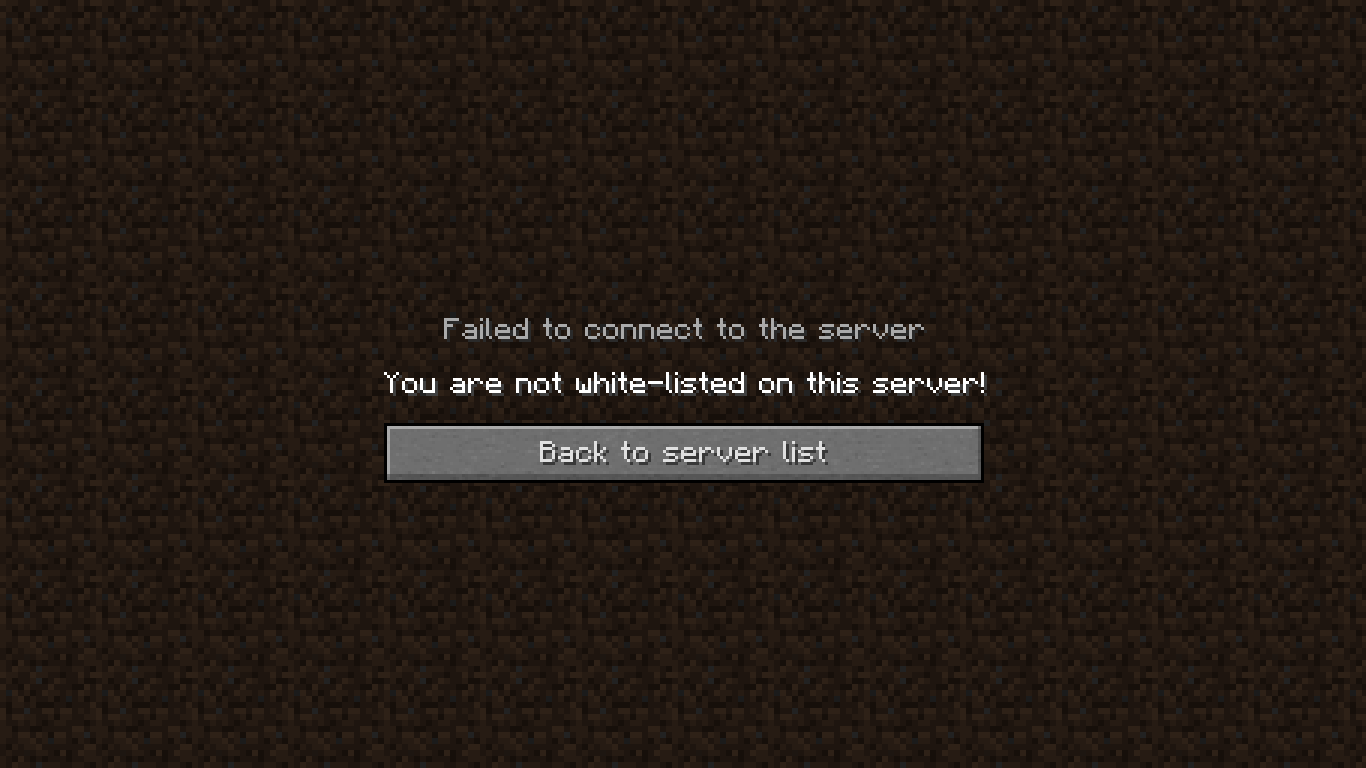 Failed to connect to the server
You are not white-listed on this server!
Back to server list